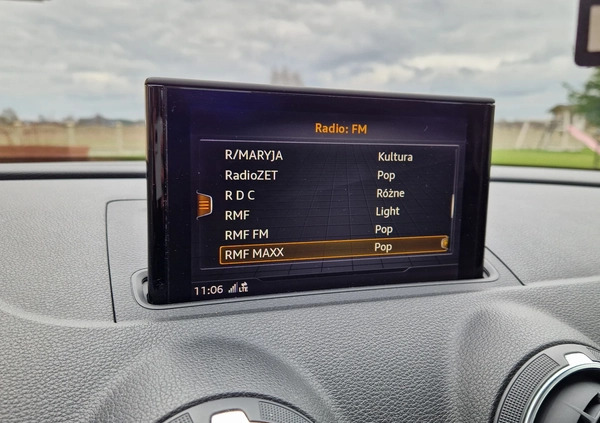 Radio: FM
R/MARYJA Kultura
RadioZET Pop
R D C Różne
RMF Light
RMF FM Pop
RMF MAXX Pop
11:06 LTE